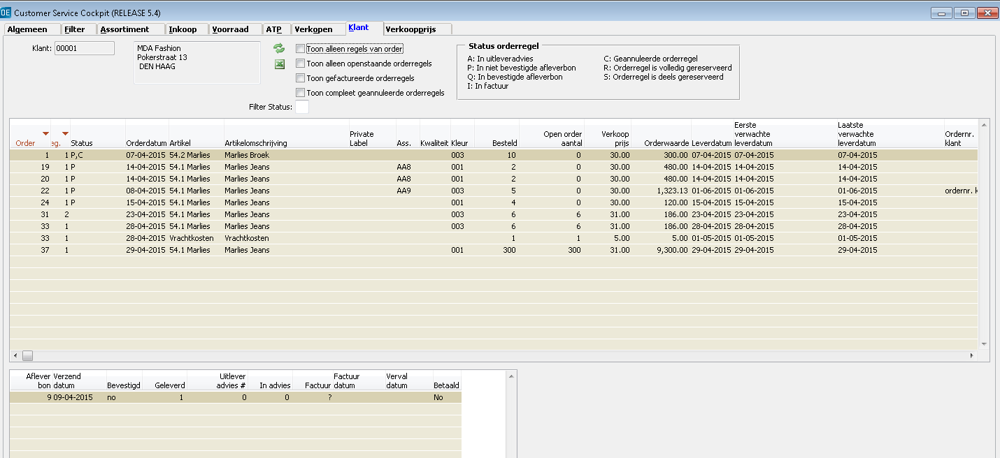 OE Customer Service Cockpit (RELEASE 5.4)
Algemeen Filter Assortiment Inkoop Voorraad ATP Verkopen Klant Verkoopprijs
Klant: 00001
MDA Fashion
Pokerstraat 13
DEN HAAG
Toon alleen regels van order
Toon alleen openstaande orderregels
Toon gefactureerde orderregels
Toon compleet geannuleerde orderregels
Filter Status:
Status orderregel
A: In uitleveradvies
P: In niet bevestigde afleverbon
Q: In bevestigde afleverbon
I: In factuur
C: Geannuleerde orderregel
R: Orderregel is volledig gereserveerd
S: Orderregel is deels gereserveerd
Order eg. Status Orderdatum Artikel Artikelomschrijving Private Label Ass. Kwaliteit Kleur Besteld Open order aantal Verkoop prijs Orderwaarde Leverdatum Eerste verwachte leverdatum Laatste verwachte leverdatum Ordernr. klant
1 1 P,C 07-04-2015 54.2 Marlies Marlies Broek 003 10 0 30.00 300.00 07-04-2015 07-04-2015 07-04-2015
19 1 P 14-04-2015 54.1 Marlies Marlies Jeans AA8 001 2 0 30.00 480.00 14-04-2015 14-04-2015 14-04-2015
20 1 P 14-04-2015 54.1 Marlies Marlies Jeans AA8 001 2 0 30.00 480.00 14-04-2015 14-04-2015 14-04-2015
22 1 P 08-04-2015 54.1 Marlies Marlies Jeans AA9 003 5 0 30.00 1,323.13 01-06-2015 01-06-2015 01-06-2015 ordernr. k
24 1 P 15-04-2015 54.1 Marlies Marlies Jeans 001 4 0 30.00 120.00 15-04-2015 15-04-2015 15-04-2015
31 2 23-04-2015 54.1 Marlies Marlies Jeans 003 6 6 31.00 186.00 23-04-2015 23-04-2015 23-04-2015
33 1 28-04-2015 54.1 Marlies Marlies Jeans 003 6 6 31.00 186.00 28-04-2015 28-04-2015 28-04-2015
33 1 28-04-2015 Vrachtkosten Vrachtkosten 1 1 5.00 5.00 01-05-2015 01-05-2015 01-05-2015
37 1 29-04-2015 54.1 Marlies Marlies Jeans 001 300 300 31.00 9,300.00 29-04-2015 29-04-2015 29-04-2015
Aflever bon Verzend datum Bevestigd Geleverd Uitlever advies # In advies Factuur Factuur datum Verval datum Betaald
9 09-04-2015 no 1 0 0 ? No